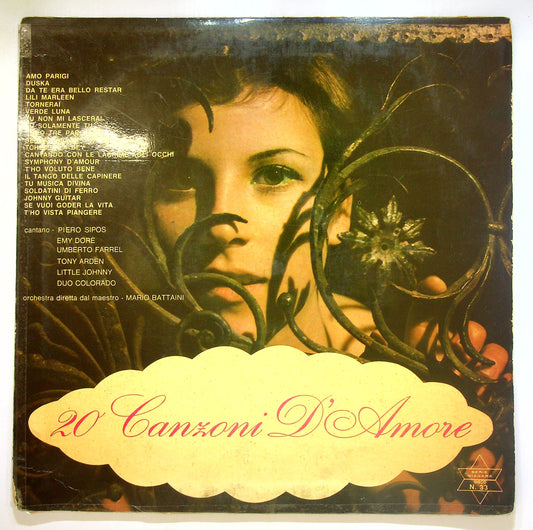 AMO PARIGI
DUSKA
DA TE ERA BELLO RESTAR
LILI MARLEEN
TORNERAI
VERDE LUNA
TU NON MI LASCERAI
SOLAMENTE
TRE
CANTANDO CON LE LACRIME AGLI OCCHI
SYMPHONY D'AMOUR
T'HO VOLUTO BENE
IL TANGO DELLE CAPINERE
TU MUSICA DIVINA
SOLDATINI DI FERRO
JOHNNY GUITAR
SE VUOI GODER LA VITA
T'HO VISTA PIANGERE
cantano - PIERO SIPOS
EMY DORÈ
UMBERTO FARREL
TONY ARDEN
LITTLE JOHNNY
DUO COLORADO
orchestra diretta dal maestro - MARIO BATTAINI
20 Canzoni D'Amore
N. 33